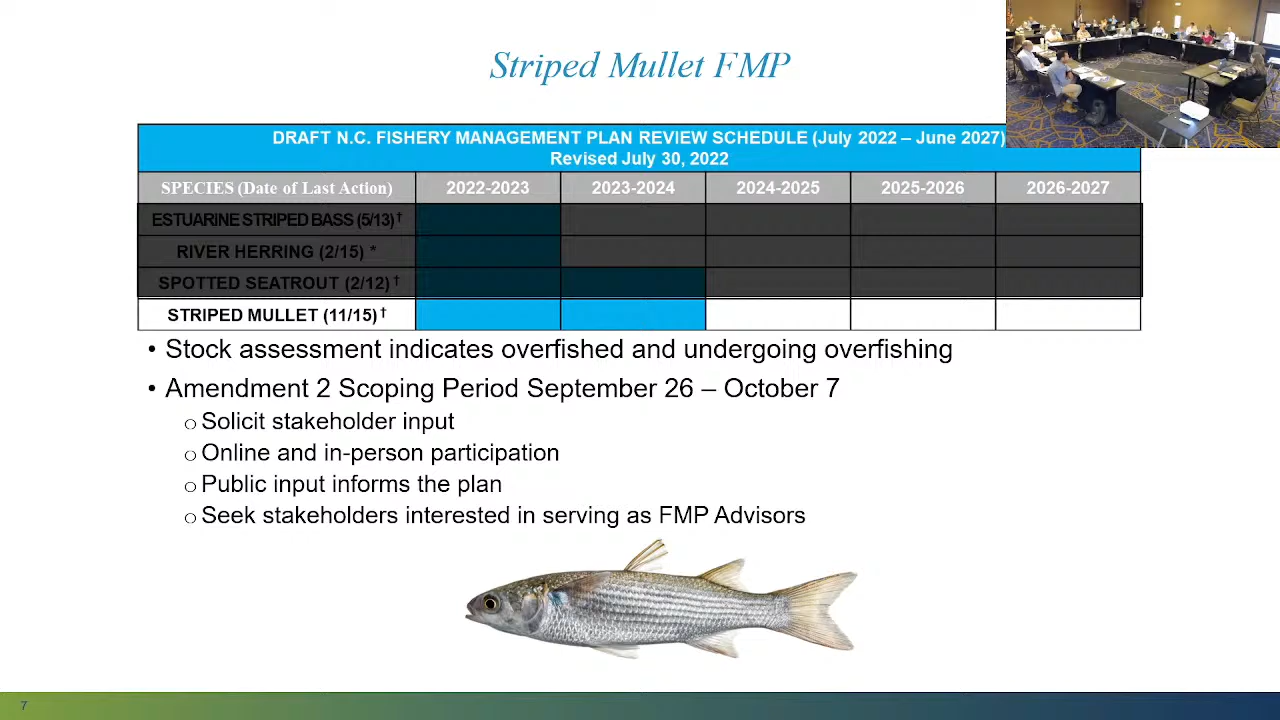 Striped Mullet FMP
DRAFT N.C. FISHERY MANAGEMENT PLAN REVIEW SCHEDULE (July 2022 – June 2027)
Revised July 30, 2022
SPECIES (Date of Last Action) 2022-2023 2023-2024 2024-2025 2025-2026 2026-2027
ESTUARINE STRIPED BASS (5/13) †
RIVER HERRING (2/15) *
SPOTTED SEATROUT (2/12) †
STRIPED MULLET (11/15) †
• Stock assessment indicates overfished and undergoing overfishing
• Amendment 2 Scoping Period September 26 – October 7
o Solicit stakeholder input
o Online and in-person participation
o Public input informs the plan
o Seek stakeholders interested in serving as FMP Advisors
7